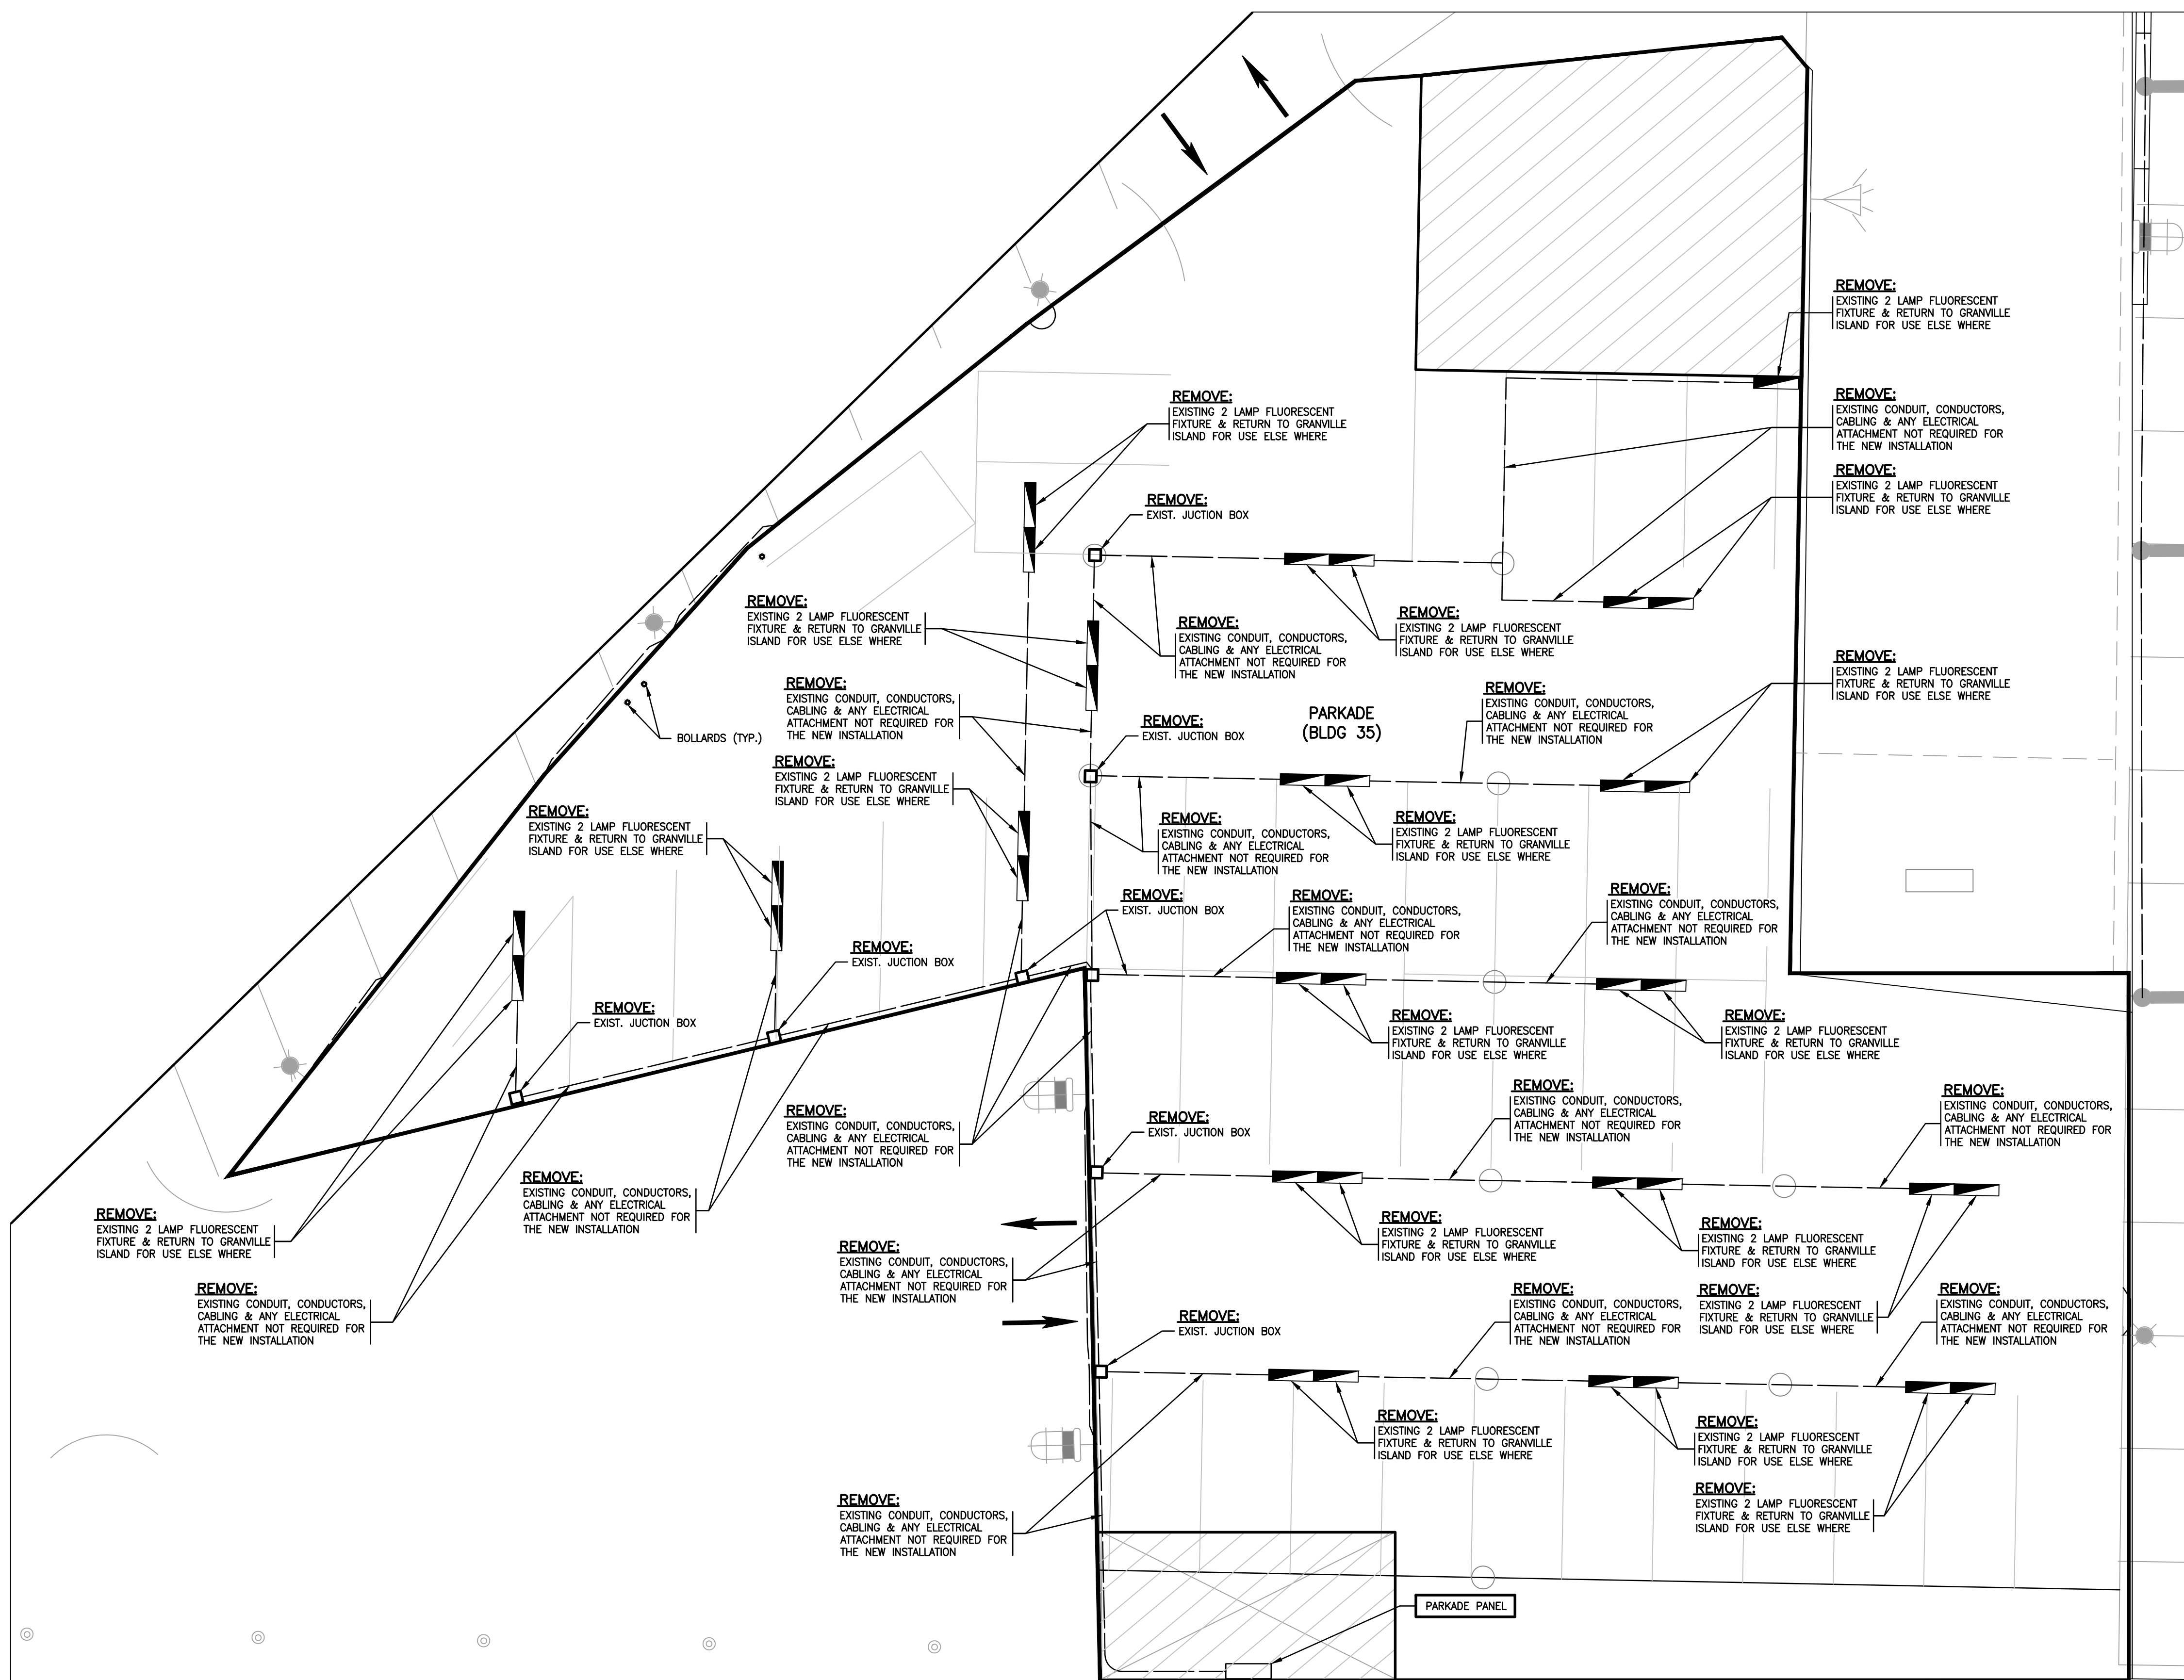 REMOVE:
EXISTING 2 LAMP FLUORESCENT
FIXTURE & RETURN TO GRANVILLE
ISLAND FOR USE ELSE WHERE
REMOVE:
EXISTING 2 LAMP FLUORESCENT
FIXTURE & RETURN TO GRANVILLE
ISLAND FOR USE ELSE WHERE
REMOVE:
EXISTING CONDUIT, CONDUCTORS,
CABLING & ANY ELECTRICAL
ATTACHMENT NOT REQUIRED FOR
THE NEW INSTALLATION
REMOVE:
EXISTING 2 LAMP FLUORESCENT
FIXTURE & RETURN TO GRANVILLE
ISLAND FOR USE ELSE WHERE
REMOVE:
EXIST. JUCTION BOX
REMOVE:
EXISTING 2 LAMP FLUORESCENT
FIXTURE & RETURN TO GRANVILLE
ISLAND FOR USE ELSE WHERE
REMOVE:
EXISTING CONDUIT, CONDUCTORS,
CABLING & ANY ELECTRICAL
ATTACHMENT NOT REQUIRED FOR
THE NEW INSTALLATION
REMOVE:
EXISTING 2 LAMP FLUORESCENT
FIXTURE & RETURN TO GRANVILLE
ISLAND FOR USE ELSE WHERE
REMOVE:
EXISTING 2 LAMP FLUORESCENT
FIXTURE & RETURN TO GRANVILLE
ISLAND FOR USE ELSE WHERE
REMOVE:
EXISTING CONDUIT, CONDUCTORS,
CABLING & ANY ELECTRICAL
ATTACHMENT NOT REQUIRED FOR
THE NEW INSTALLATION
BOLLARDS (TYP.)
REMOVE:
EXIST. JUCTION BOX
PARKADE
(BLDG 35)
REMOVE:
EXISTING CONDUIT, CONDUCTORS,
CABLING & ANY ELECTRICAL
ATTACHMENT NOT REQUIRED FOR
THE NEW INSTALLATION
REMOVE:
EXISTING 2 LAMP FLUORESCENT
FIXTURE & RETURN TO GRANVILLE
ISLAND FOR USE ELSE WHERE
REMOVE:
EXISTING 2 LAMP FLUORESCENT
FIXTURE & RETURN TO GRANVILLE
ISLAND FOR USE ELSE WHERE
REMOVE:
EXISTING CONDUIT, CONDUCTORS,
CABLING & ANY ELECTRICAL
ATTACHMENT NOT REQUIRED FOR
THE NEW INSTALLATION
REMOVE:
EXISTING 2 LAMP FLUORESCENT
FIXTURE & RETURN TO GRANVILLE
ISLAND FOR USE ELSE WHERE
REMOVE:
EXIST. JUCTION BOX
REMOVE:
EXIST. JUCTION BOX
REMOVE:
EXISTING CONDUIT, CONDUCTORS,
CABLING & ANY ELECTRICAL
ATTACHMENT NOT REQUIRED FOR
THE NEW INSTALLATION
REMOVE:
EXISTING CONDUIT, CONDUCTORS,
CABLING & ANY ELECTRICAL
ATTACHMENT NOT REQUIRED FOR
THE NEW INSTALLATION
REMOVE:
EXIST. JUCTION BOX
REMOVE:
EXISTING 2 LAMP FLUORESCENT
FIXTURE & RETURN TO GRANVILLE
ISLAND FOR USE ELSE WHERE
REMOVE:
EXISTING 2 LAMP FLUORESCENT
FIXTURE & RETURN TO GRANVILLE
ISLAND FOR USE ELSE WHERE
REMOVE:
EXISTING CONDUIT, CONDUCTORS,
CABLING & ANY ELECTRICAL
ATTACHMENT NOT REQUIRED FOR
THE NEW INSTALLATION
REMOVE:
EXIST. JUCTION BOX
REMOVE:
EXISTING CONDUIT, CONDUCTORS,
CABLING & ANY ELECTRICAL
ATTACHMENT NOT REQUIRED FOR
THE NEW INSTALLATION
REMOVE:
EXISTING CONDUIT, CONDUCTORS,
CABLING & ANY ELECTRICAL
ATTACHMENT NOT REQUIRED FOR
THE NEW INSTALLATION
REMOVE:
EXISTING CONDUIT, CONDUCTORS,
CABLING & ANY ELECTRICAL
ATTACHMENT NOT REQUIRED FOR
THE NEW INSTALLATION
REMOVE:
EXISTING 2 LAMP FLUORESCENT
FIXTURE & RETURN TO GRANVILLE
ISLAND FOR USE ELSE WHERE
REMOVE:
EXISTING 2 LAMP FLUORESCENT
FIXTURE & RETURN TO GRANVILLE
ISLAND FOR USE ELSE WHERE
REMOVE:
EXISTING 2 LAMP FLUORESCENT
FIXTURE & RETURN TO GRANVILLE
ISLAND FOR USE ELSE WHERE
REMOVE:
EXISTING CONDUIT, CONDUCTORS,
CABLING & ANY ELECTRICAL
ATTACHMENT NOT REQUIRED FOR
THE NEW INSTALLATION
REMOVE:
EXISTING CONDUIT, CONDUCTORS,
CABLING & ANY ELECTRICAL
ATTACHMENT NOT REQUIRED FOR
THE NEW INSTALLATION
REMOVE:
EXIST. JUCTION BOX
REMOVE:
EXISTING CONDUIT, CONDUCTORS,
CABLING & ANY ELECTRICAL
ATTACHMENT NOT REQUIRED FOR
THE NEW INSTALLATION
REMOVE:
EXISTING 2 LAMP FLUORESCENT
FIXTURE & RETURN TO GRANVILLE
ISLAND FOR USE ELSE WHERE
REMOVE:
EXISTING CONDUIT, CONDUCTORS,
CABLING & ANY ELECTRICAL
ATTACHMENT NOT REQUIRED FOR
THE NEW INSTALLATION
REMOVE:
EXISTING 2 LAMP FLUORESCENT
FIXTURE & RETURN TO GRANVILLE
ISLAND FOR USE ELSE WHERE
REMOVE:
EXISTING 2 LAMP FLUORESCENT
FIXTURE & RETURN TO GRANVILLE
ISLAND FOR USE ELSE WHERE
REMOVE:
EXISTING 2 LAMP FLUORESCENT
FIXTURE & RETURN TO GRANVILLE
ISLAND FOR USE ELSE WHERE
REMOVE:
EXISTING CONDUIT, CONDUCTORS,
CABLING & ANY ELECTRICAL
ATTACHMENT NOT REQUIRED FOR
THE NEW INSTALLATION
PARKADE PANEL